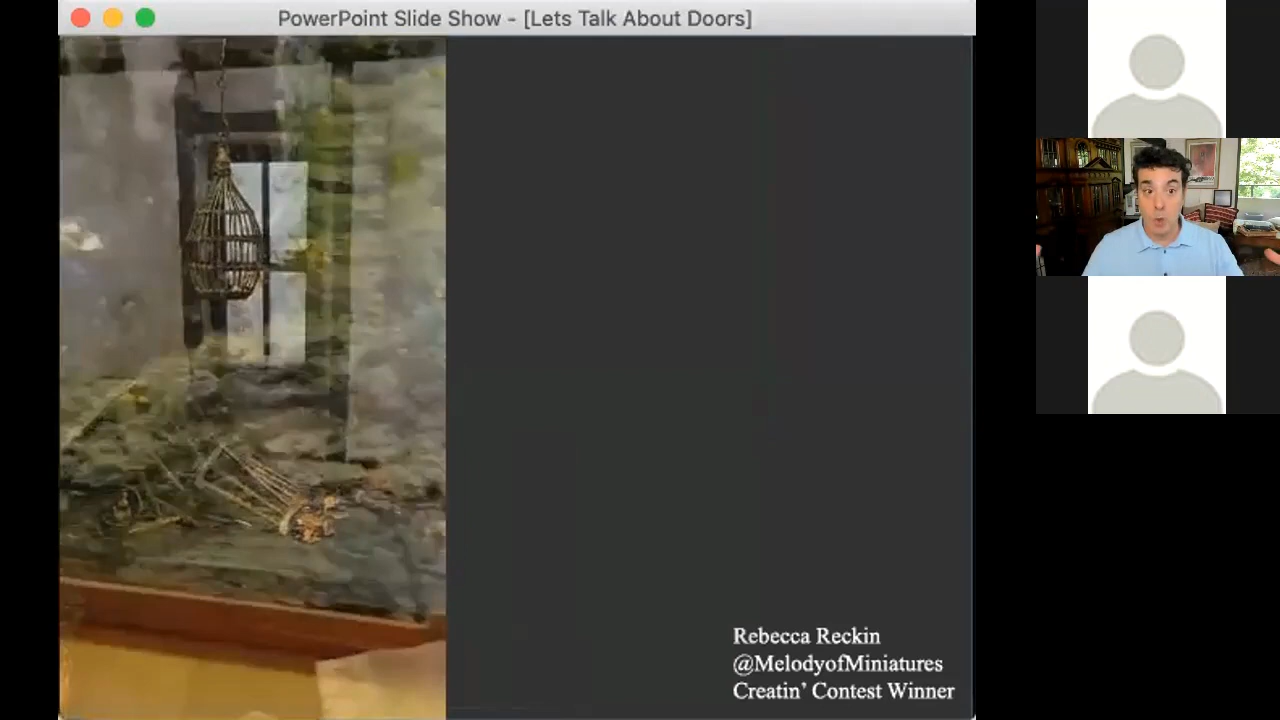 PowerPoint Slide Show - [Lets Talk About Doors]
Rebecca Reckin
@MelodyofMiniatures
Creatin’ Contest Winner